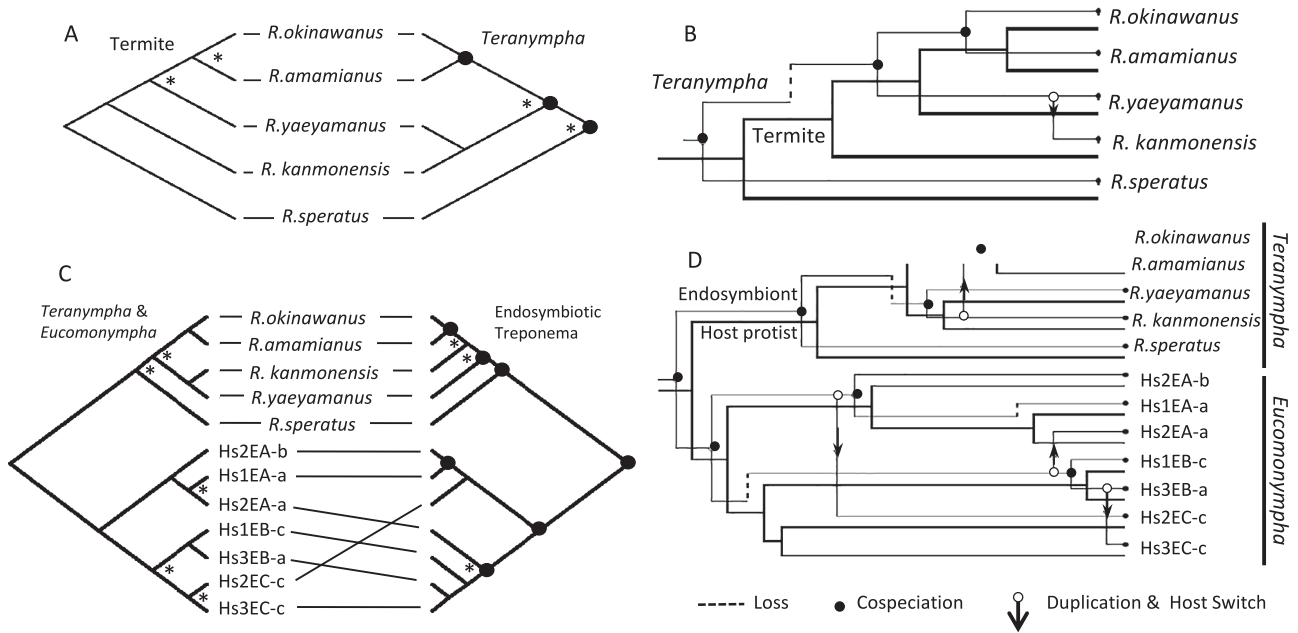 A
Termite
R.okinawanus
R.amamianus
R.yaeyamanus
R. kanmonensis
R.speratus
Teranympha
*
*
*
*
B
Teranympha
Termite
R.okinawanus
R.amamianus
R.yaeyamanus
R. kanmonensis
R.speratus
C
Teranympha &
Eucomonympha
R.okinawanus
R.amamianus
R. kanmonensis
R.yaeyamanus
R.speratus
Hs2EA-b
Hs1EA-a
Hs2EA-a
Hs1EB-c
Hs3EB-a
Hs2EC-c
Hs3EC-c
Endosymbiotic
Treponema
*
*
*
*
*
*
*
*
D
Endosymbiont
Host protist
R.okinawanus
R.amamianus
R.yaeyamanus
R. kanmonensis
R.speratus
Teranympha
Hs2EA-b
Hs1EA-a
Hs2EA-a
Hs1EB-c
Hs3EB-a
Hs2EC-c
Hs3EC-c
Eucomonympha
Loss
Cospeciation
Duplication & Host Switch